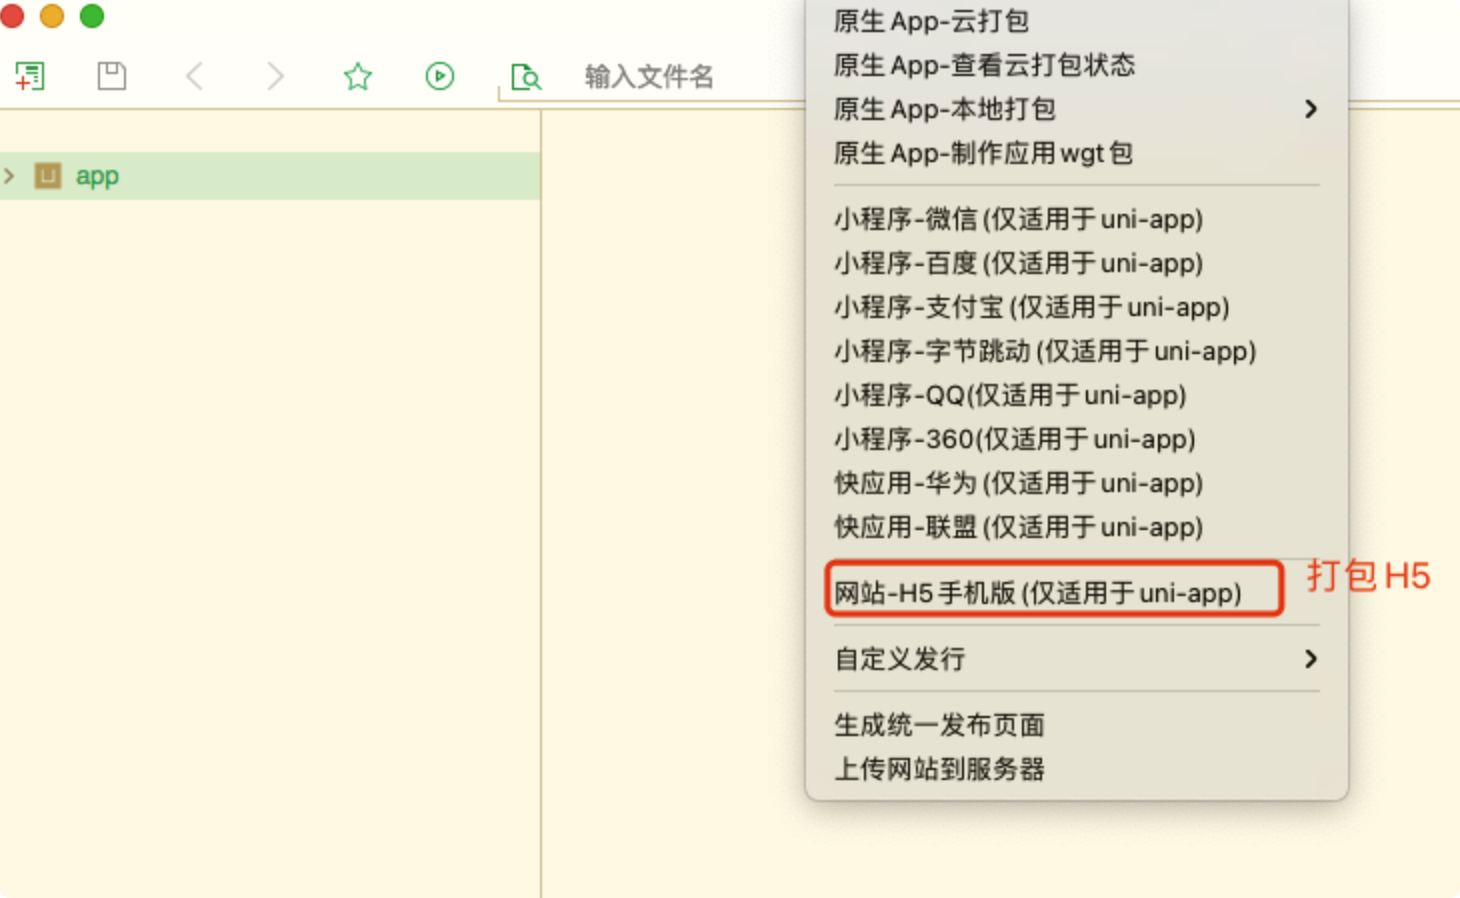 原生 App-云打包
输入文件名
原生 App-查看云打包状态
原生 App-本地打包
原生 App-制作应用 wgt 包
app
小程序-微信 (仅适用于 uni-app)
小程序-百度 (仅适用于 uni-app)
小程序-支付宝 (仅适用于 uni-app)
小程序-字节跳动 (仅适用于 uni-app)
小程序-QQ(仅适用于 uni-app)
小程序-360(仅适用于 uni-app)
快应用-华为 (仅适用于 uni-app)
快应用-联盟 (仅适用于 uni-app)
网站-H5 手机版 (仅适用于 uni-app)
打包 H5
自定义发行
生成统一发布页面
上传网站到服务器